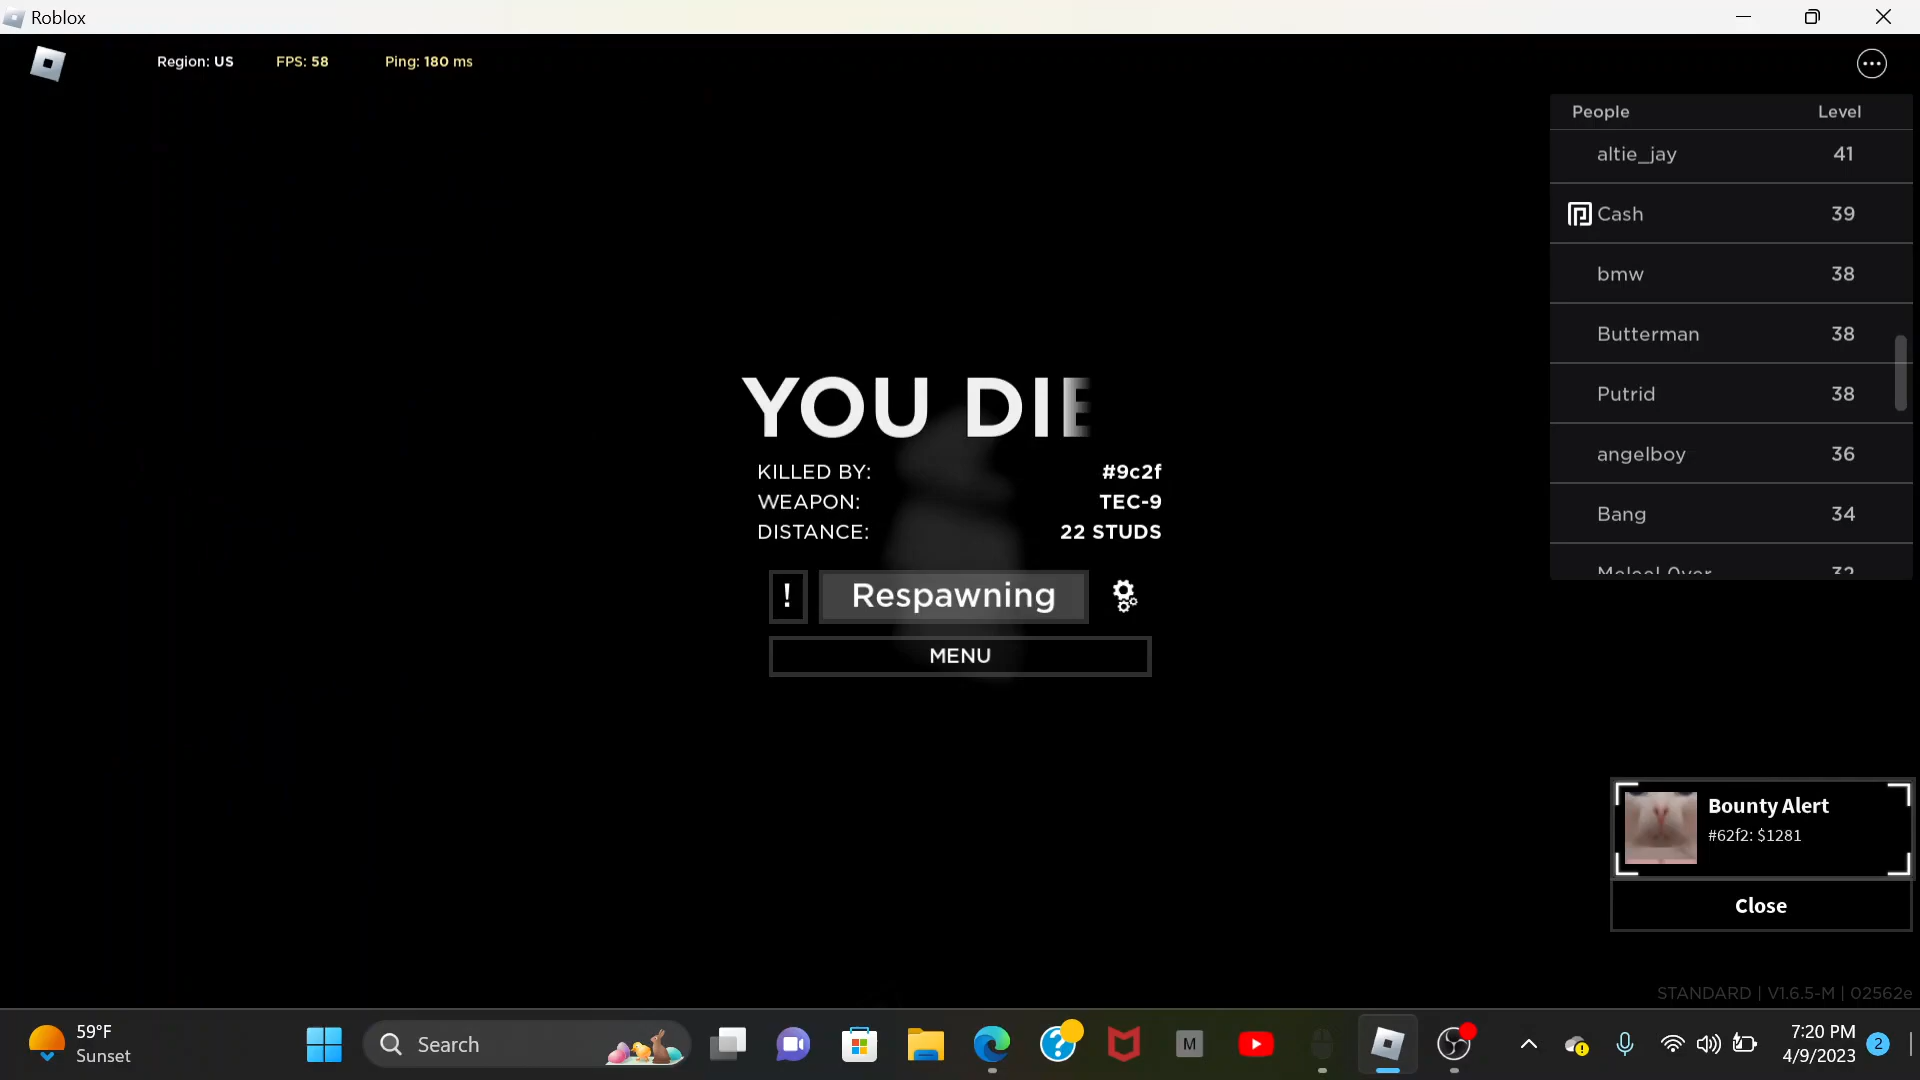 Roblox
Region: US FPS: 58 Ping: 180 ms
People Level
altie_jay 41
Cash 39
bmw 38
Butterman 38
Putrid 38
angelboy 36
Bang 34
YOU DIE
KILLED BY: #9c2f
WEAPON: TEC-9
DISTANCE: 22 STUDS
! Respawning
MENU
Bounty Alert
#62f2: $1281
Close
STANDARD | V1.6.5-M | 02562e
59°F
Sunset
Search
M
7:20 PM
4/9/2023
2